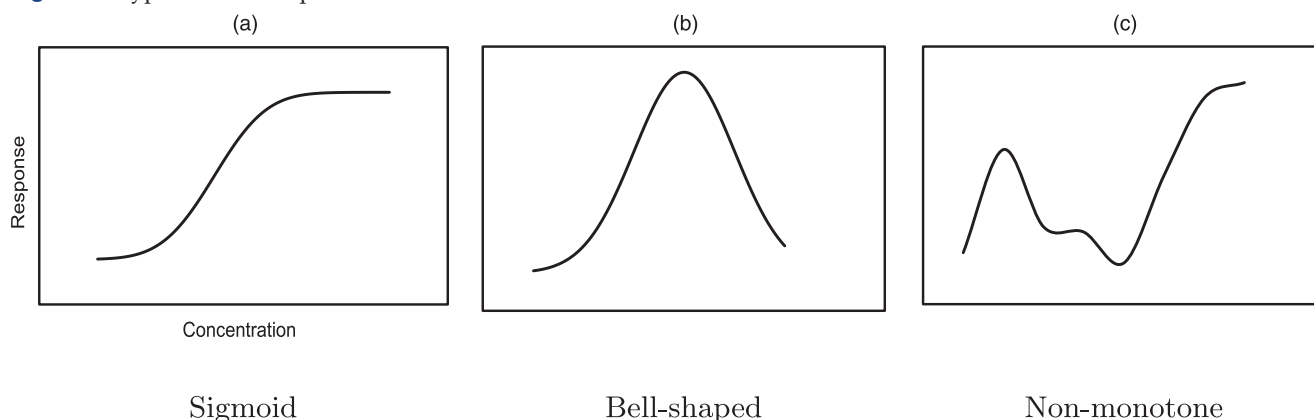 (a) (b) (c)
Response
Concentration
Sigmoid Bell-shaped Non-monotone